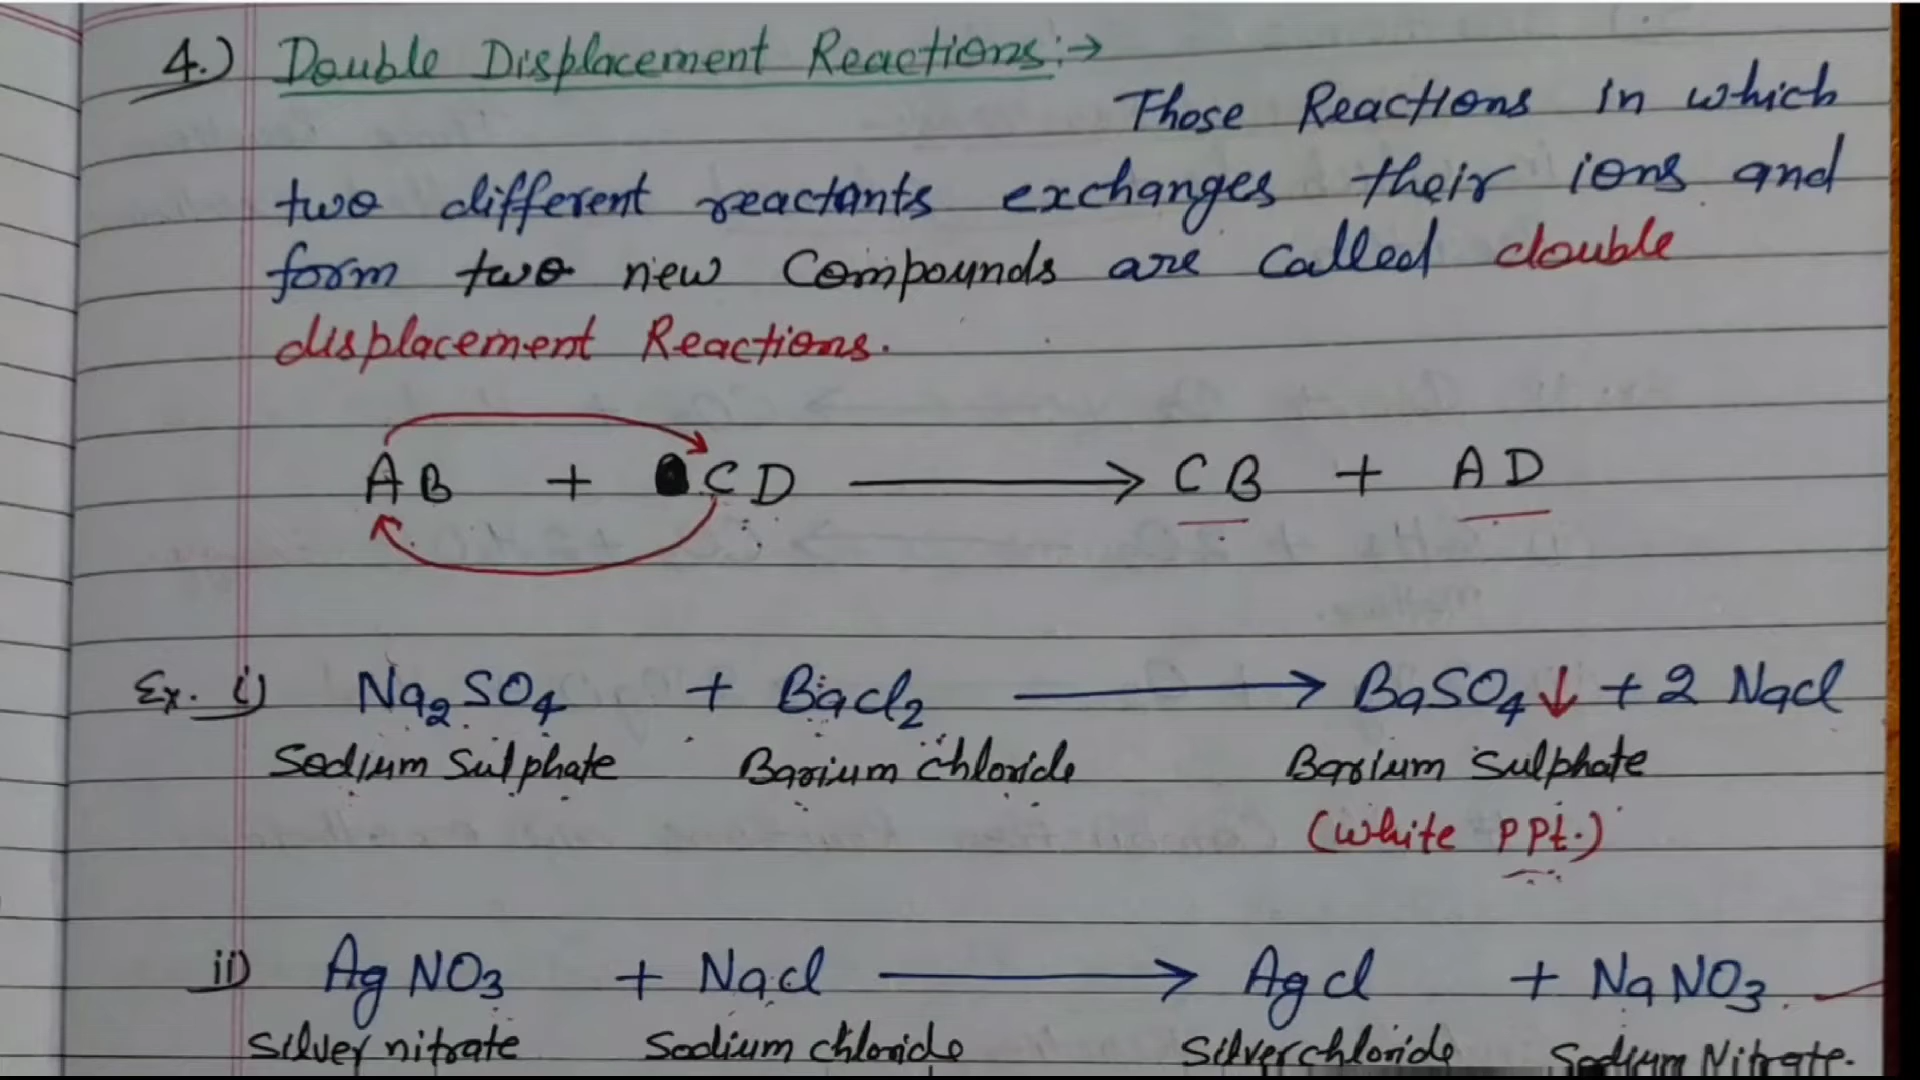 4.) Double Displacement Reactions:→
Those Reactions in which
two different reactants exchanges their ions and
form two new Compounds are called double
displacement Reactions.
AB + CD ⟶ CB + AD
Ex. i) Na₂SO₄ + Bacl₂ ⟶ BaSO₄↓ + 2 Nacl
Sodium Sulphate Barium chloride Barium Sulphate
(white ppt.)
ii) AgNO₃ + Nacl ⟶ Agcl + NaNO₃.
Silver nitrate Sodium chloride Silver chloride Sodium Nitrate.